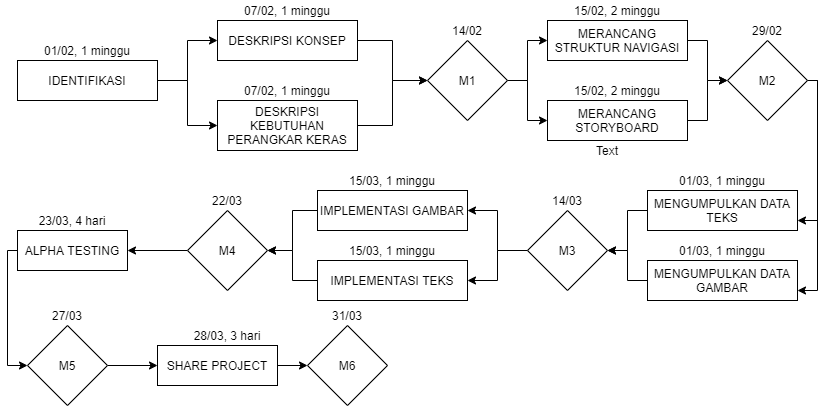 01/02, 1 minggu
IDENTIFIKASI
07/02, 1 minggu
DESKRIPSI KONSEP
07/02, 1 minggu
DESKRIPSI
KEBUTUHAN
PERANGKAR KERAS
14/02
M1
15/02, 2 minggu
MERANCANG
STRUKTUR NAVIGASI
15/02, 2 minggu
MERANCANG
STORYBOARD
Text
29/02
M2
01/03, 1 minggu
MENGUMPULKAN DATA
TEKS
01/03, 1 minggu
MENGUMPULKAN DATA
GAMBAR
14/03
M3
15/03, 1 minggu
IMPLEMENTASI GAMBAR
15/03, 1 minggu
IMPLEMENTASI TEKS
22/03
M4
23/03, 4 hari
ALPHA TESTING
27/03
M5
28/03, 3 hari
SHARE PROJECT
31/03
M6